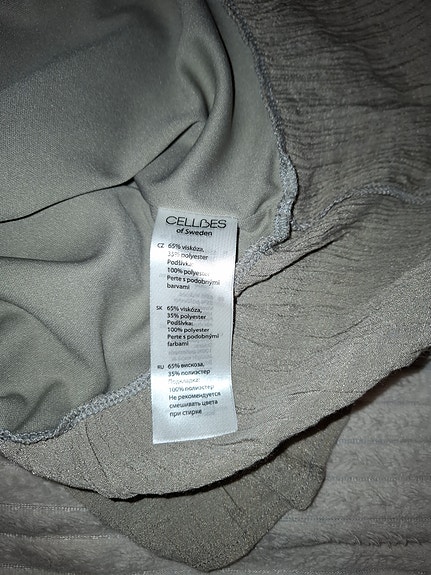 CELLBES
of Sweden
CZ 65% viskóza,
35% polyester
Podšívka:
100% polyester
Perte s podobnými
barvami
SK 65% viskóza,
35% polyester
Podšívka:
100% polyester
Perte s podobnými
farbami
RU 65% вискоза,
35% полиэстер
Подкладка:
100% полиэстер
Не рекомендуется
смешивать цвета
при стирке